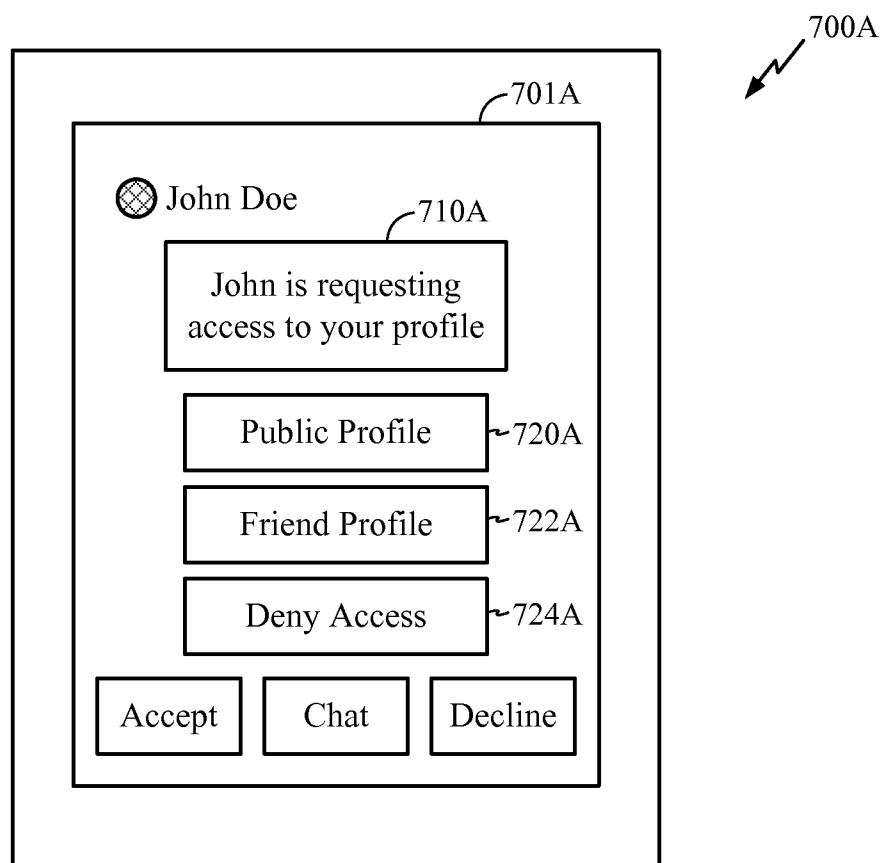 700A
701A
John Doe
710A
John is requesting
access to your profile
Public Profile
720A
Friend Profile
722A
Deny Access
724A
Accept
Chat
Decline